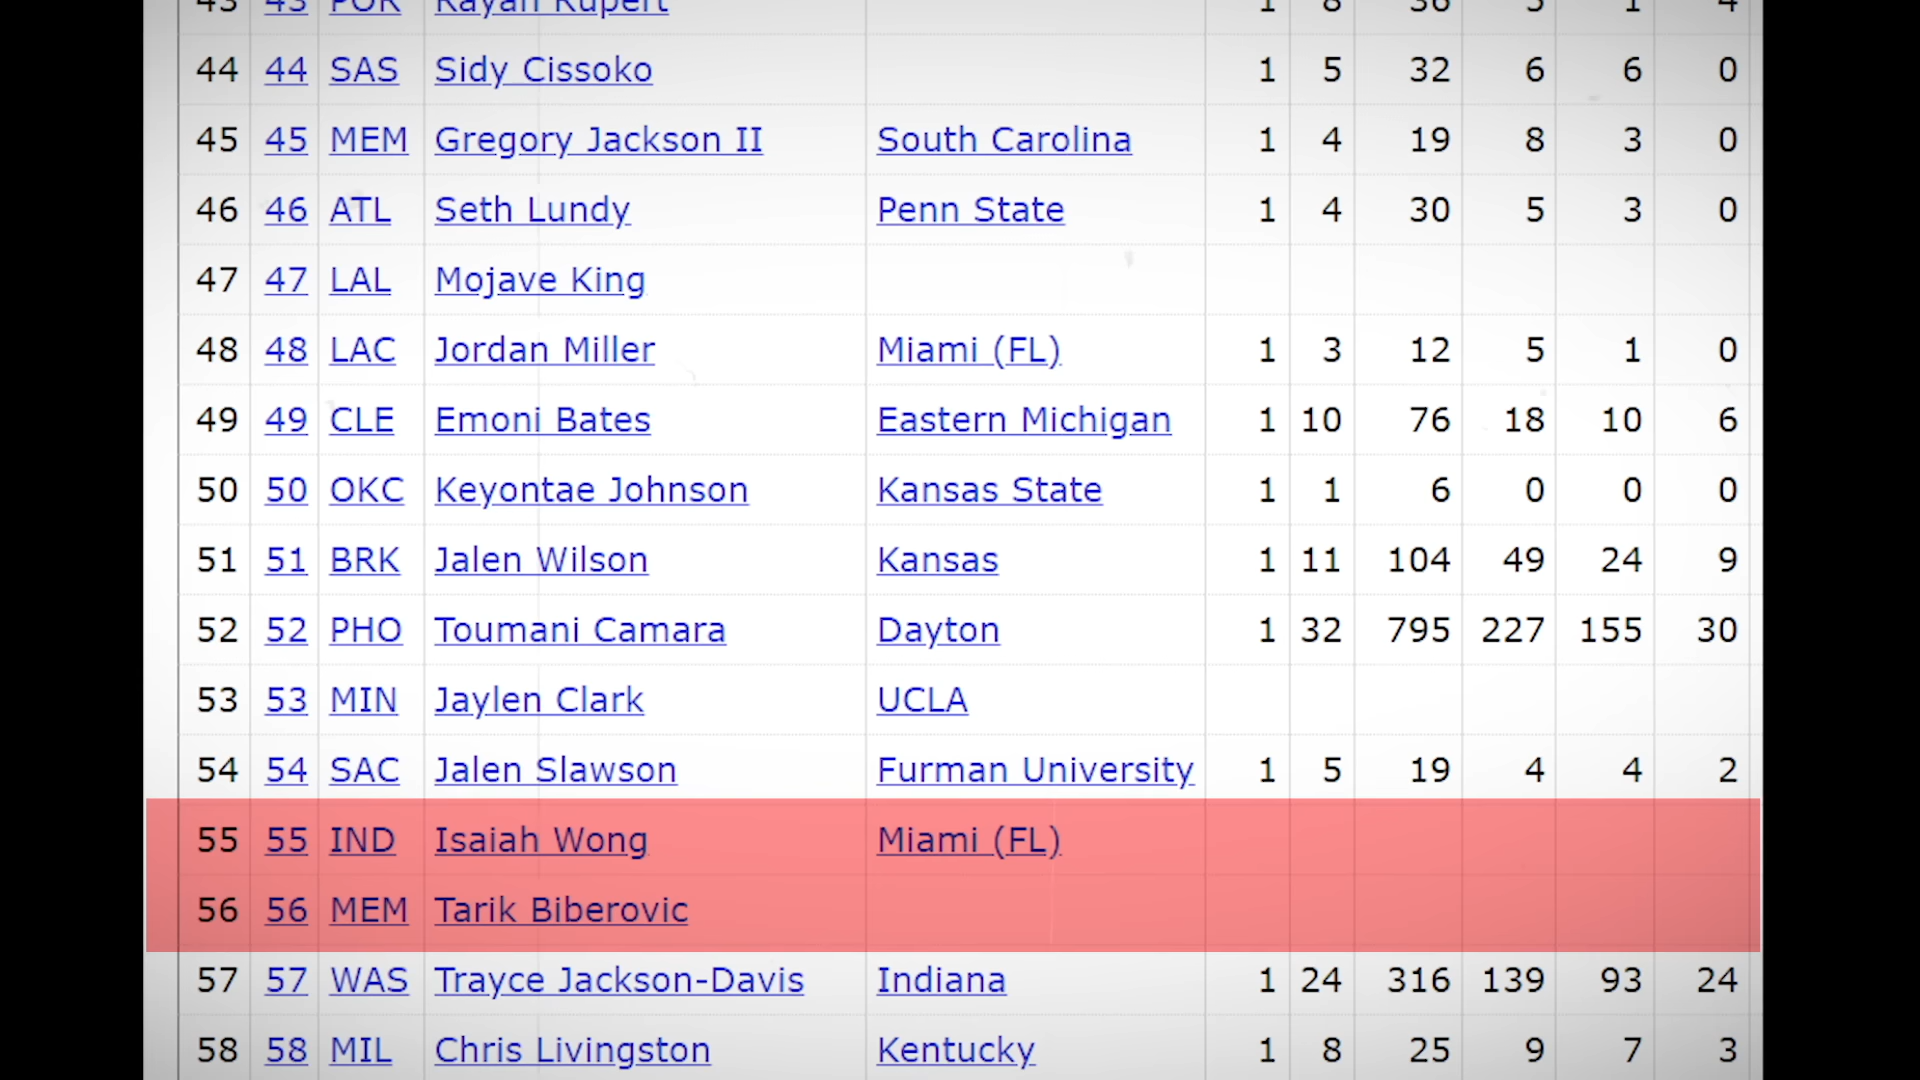 43 43 POR Rayan Rupert 1 8 36 5 1 4
44 44 SAS Sidy Cissoko 1 5 32 6 6 0
45 45 MEM Gregory Jackson II South Carolina 1 4 19 8 3 0
46 46 ATL Seth Lundy Penn State 1 4 30 5 3 0
47 47 LAL Mojave King
48 48 LAC Jordan Miller Miami (FL) 1 3 12 5 1 0
49 49 CLE Emoni Bates Eastern Michigan 1 10 76 18 10 6
50 50 OKC Keyontae Johnson Kansas State 1 1 6 0 0 0
51 51 BRK Jalen Wilson Kansas 1 11 104 49 24 9
52 52 PHO Toumani Camara Dayton 1 32 795 227 155 30
53 53 MIN Jaylen Clark UCLA
54 54 SAC Jalen Slawson Furman University 1 5 19 4 4 2
55 55 IND Isaiah Wong Miami (FL)
56 56 MEM Tarik Biberovic
57 57 WAS Trayce Jackson-Davis Indiana 1 24 316 139 93 24
58 58 MIL Chris Livingston Kentucky 1 8 25 9 7 3